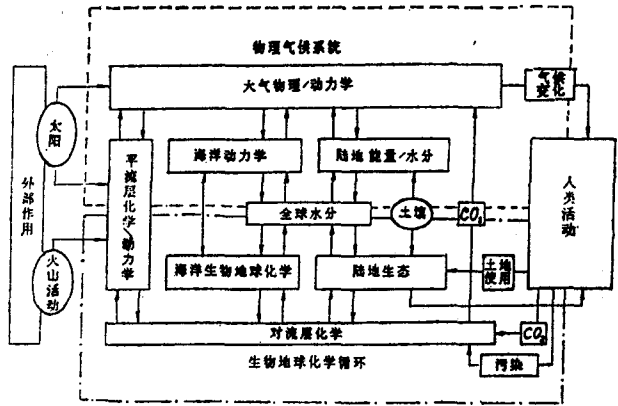 物理气候系统
大气物理/动力学
气候
变化
太阳
外部作用
火山活动
平流层化学/动力学
海洋动力学
陆地能量/水分
全球水分
土壤
CO₂
人类
活动
海洋生物地球化学
陆地生态
土地
使用
对流层化学
CO₂
污染
生物地球化学循环